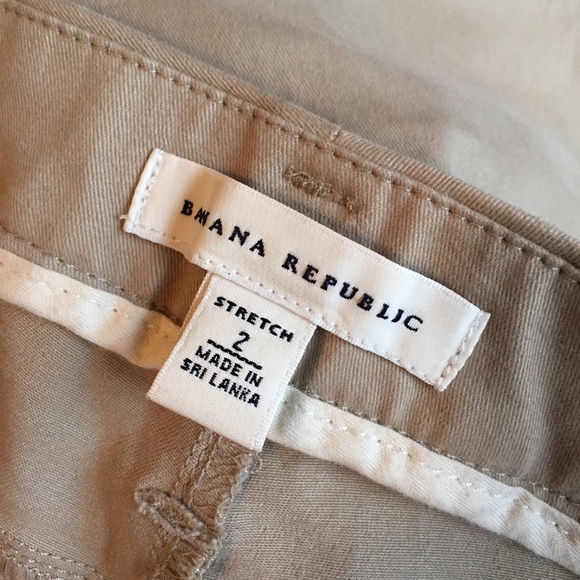 BANANA REPUBLIC
STRETCH
2
MADE IN
SRI LANKA